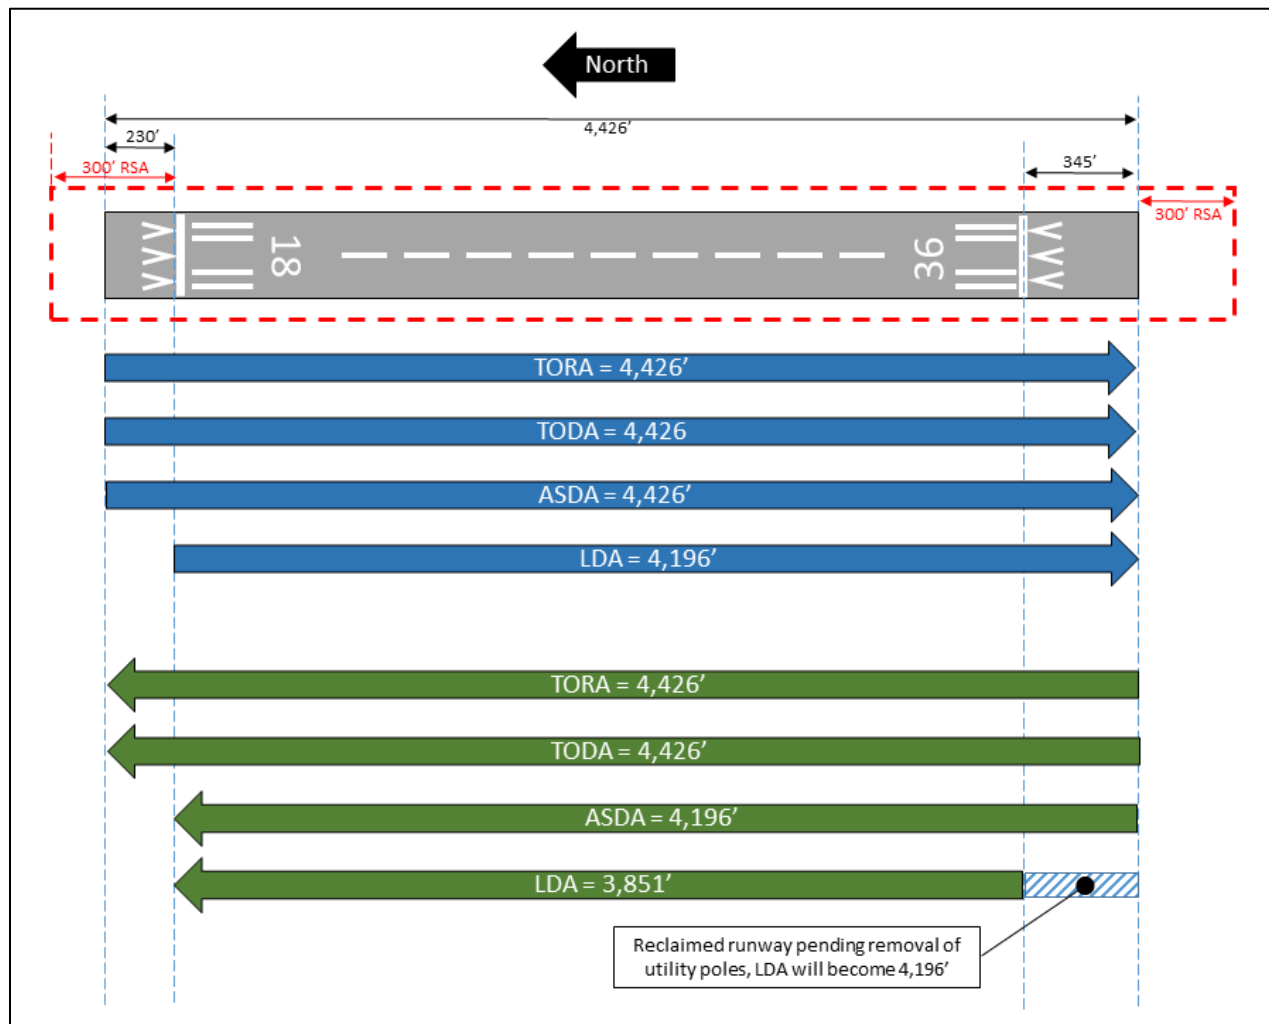 North
4,426’
230’
300’ RSA
345’
300’ RSA
18
36
TORA = 4,426’
TODA = 4,426
ASDA = 4,426’
LDA = 4,196’
TORA = 4,426’
TODA = 4,426’
ASDA = 4,196’
LDA = 3,851’
Reclaimed runway pending removal of
utility poles, LDA will become 4,196’